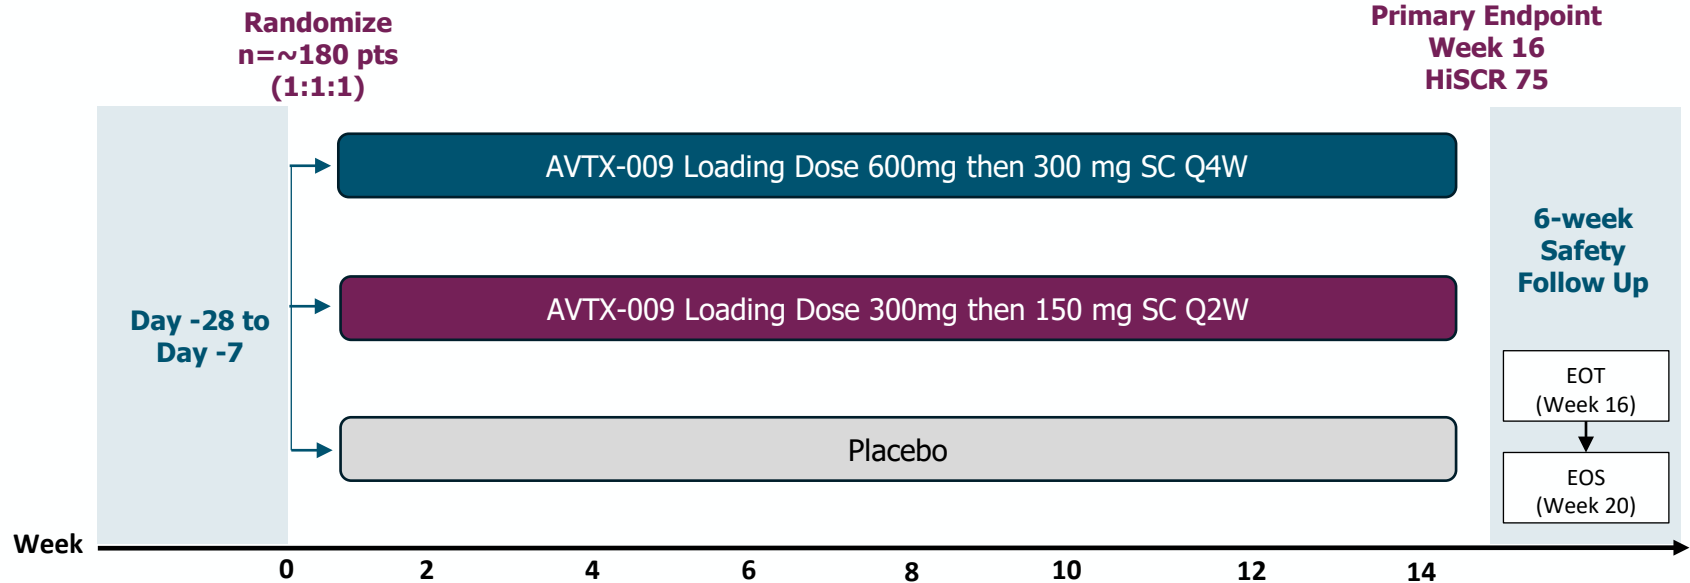 Randomize
n=~180 pts
(1:1:1)
Primary Endpoint
Week 16
HiSCR 75
Day -28 to
Day -7
AVTX-009 Loading Dose 600mg then 300 mg SC Q4W
AVTX-009 Loading Dose 300mg then 150 mg SC Q2W
Placebo
6-week
Safety
Follow Up
EOT
(Week 16)
EOS
(Week 20)
Week
0 2 4 6 8 10 12 14